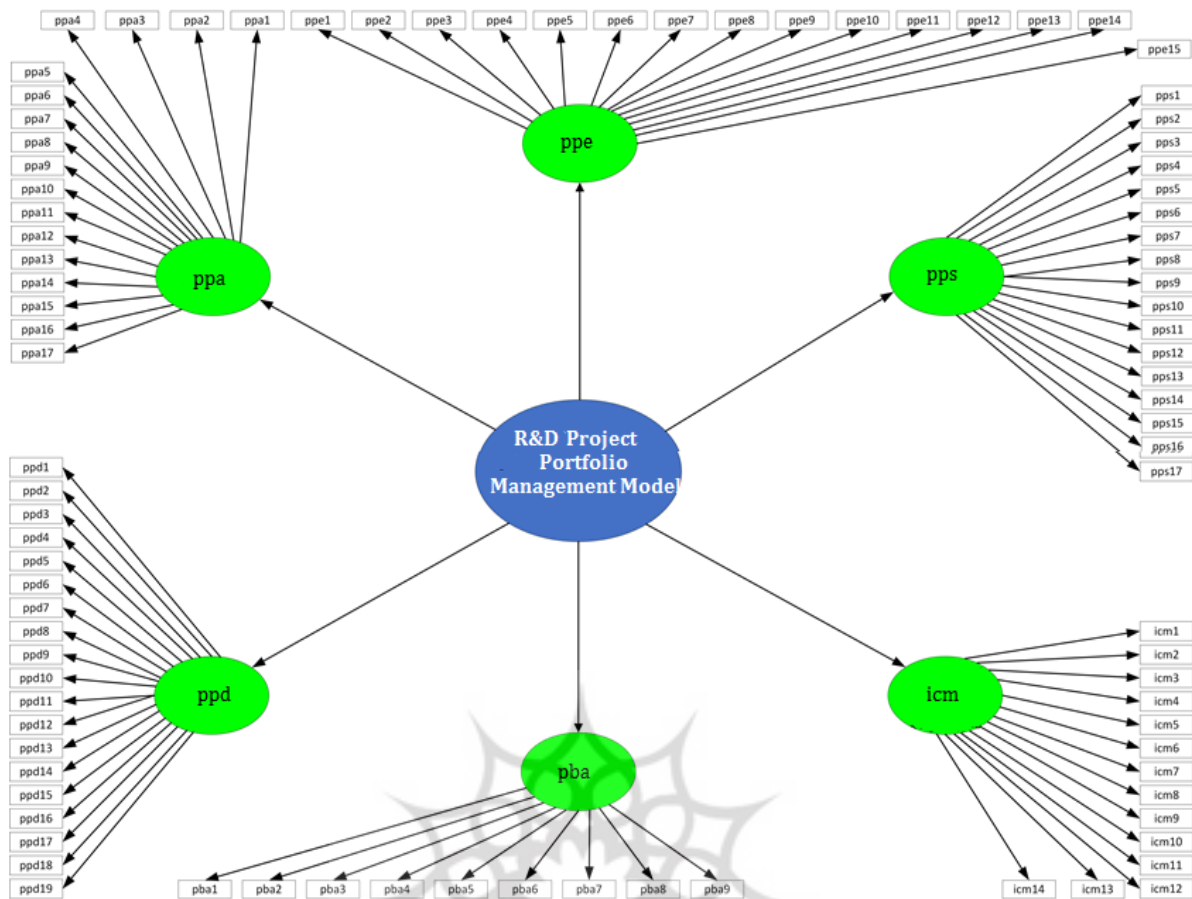 ppa4
ppa3
ppa2
ppa1
ppe1
ppe2
ppe3
ppe4
ppe5
ppe6
ppe7
ppe8
ppe9
ppe10
ppe11
ppe12
ppe13
ppe14
ppe15
ppa5
ppa6
ppa7
ppa8
ppa9
ppa10
ppa11
ppa12
ppa13
ppa14
ppa15
ppa16
ppa17
ppe
ppa
pps
pps1
pps2
pps3
pps4
pps5
pps6
pps7
pps8
pps9
pps10
pps11
pps12
pps13
pps14
pps15
pps16
pps17
R&D Project
Portfolio
Management Model
ppd1
ppd2
ppd3
ppd4
ppd5
ppd6
ppd7
ppd8
ppd9
ppd10
ppd11
ppd12
ppd13
ppd14
ppd15
ppd16
ppd17
ppd18
ppd19
ppd
pba
icm
icm1
icm2
icm3
icm4
icm5
icm6
icm7
icm8
icm9
icm10
icm11
icm12
pba1
pba2
pba3
pba4
pba5
pba6
pba7
pba8
pba9
icm14
icm13